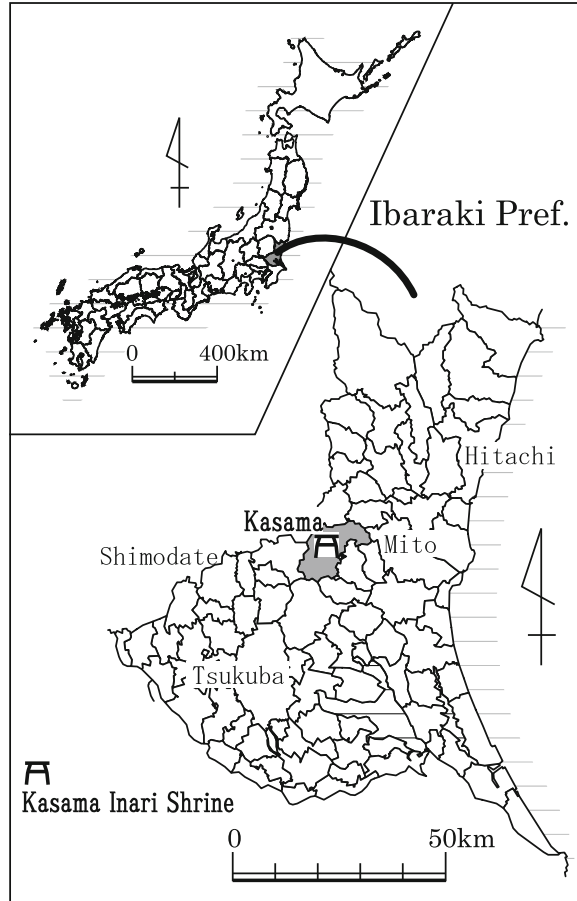 Ibaraki Pref.
0 400km
Hitachi
Kasama
Mito
Shimodate
Tsukuba
Kasama Inari Shrine
0 50km